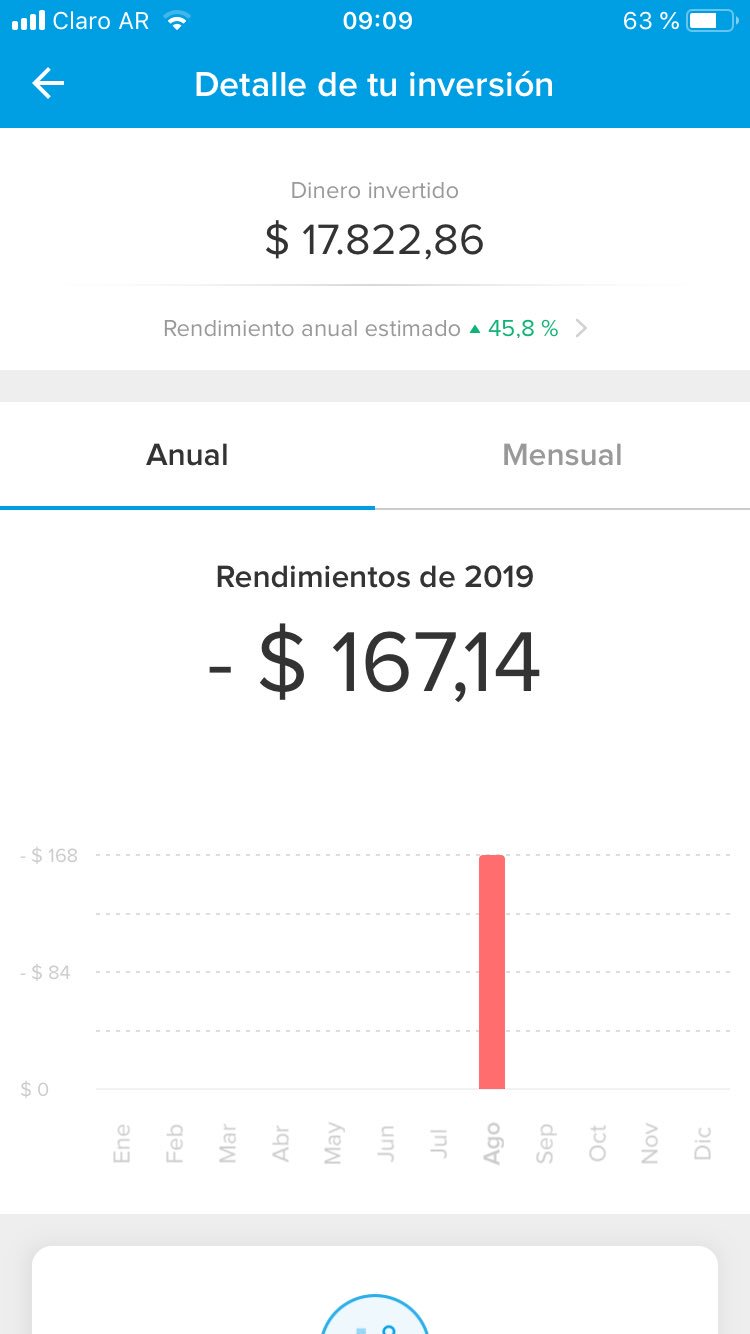 Claro AR 09:09 63 %
Detalle de tu inversión
Dinero invertido
$ 17.822,86
Rendimiento anual estimado ▲ 45,8 %
Anual Mensual
Rendimientos de 2019
- $ 167,14
- $ 168
- $ 84
$ 0
Ene Feb Mar Abr May Jun Jul Ago Sep Oct Nov Dic